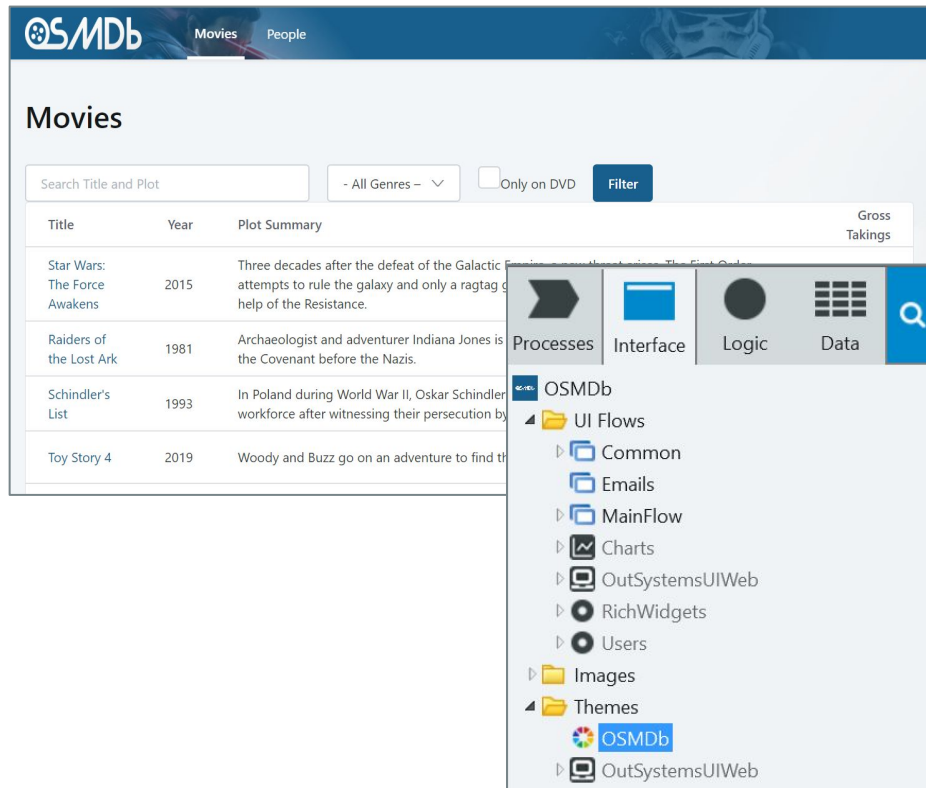 OSMDb Movies People
Movies
Search Title and Plot - All Genres – Only on DVD Filter
Title Year Plot Summary Gross
Takings
Star Wars:
The Force
Awakens
2015
Three decades after the defeat of the Galactic Empire, a new threat arises. The First Order
attempts to rule the galaxy and only a ragtag
help of the Resistance.
Raiders of
the Lost Ark
1981
Archaeologist and adventurer Indiana Jones is
the Covenant before the Nazis.
Schindler's
List
1993
In Poland during World War II, Oskar Schindler
workforce after witnessing their persecution by
Toy Story 4 2019 Woody and Buzz go on an adventure to find
Processes Interface Logic Data
OSMDb
UI Flows
Common
Emails
MainFlow
Charts
OutSystemsUIWeb
RichWidgets
Users
Images
Themes
OSMDb
OutSystemsUIWeb